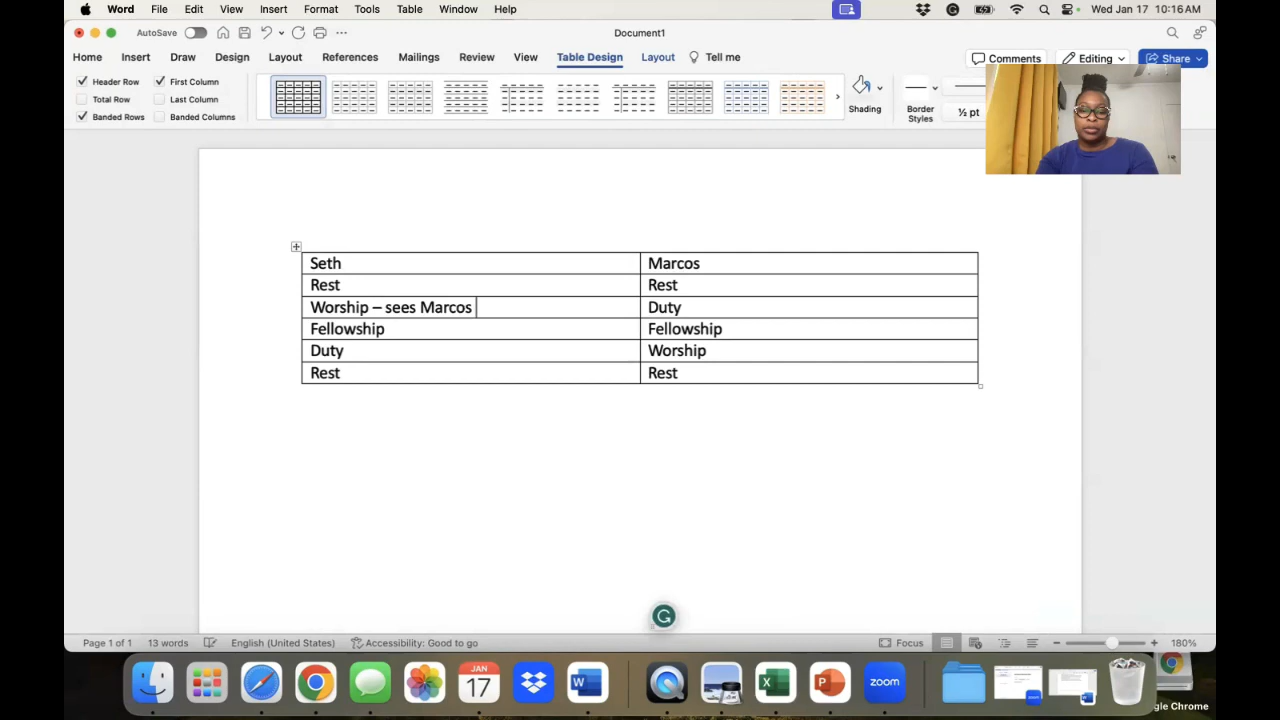 Word File Edit View Insert Format Tools Table Window Help Wed Jan 17 10:16 AM
AutoSave Document1
Home Insert Draw Design Layout References Mailings Review View Table Design Layout Tell me Comments Editing Share
Header Row First Column
Total Row Last Column
Banded Rows Banded Columns
Shading
Border Styles
½ pt
Seth Marcos
Rest Rest
Worship – sees Marcos Duty
Fellowship Fellowship
Duty Worship
Rest Rest
Page 1 of 1 13 words English (United States) Accessibility: Good to go Focus 180%
JAN
17
W
X
P
zoom
gle Chrome